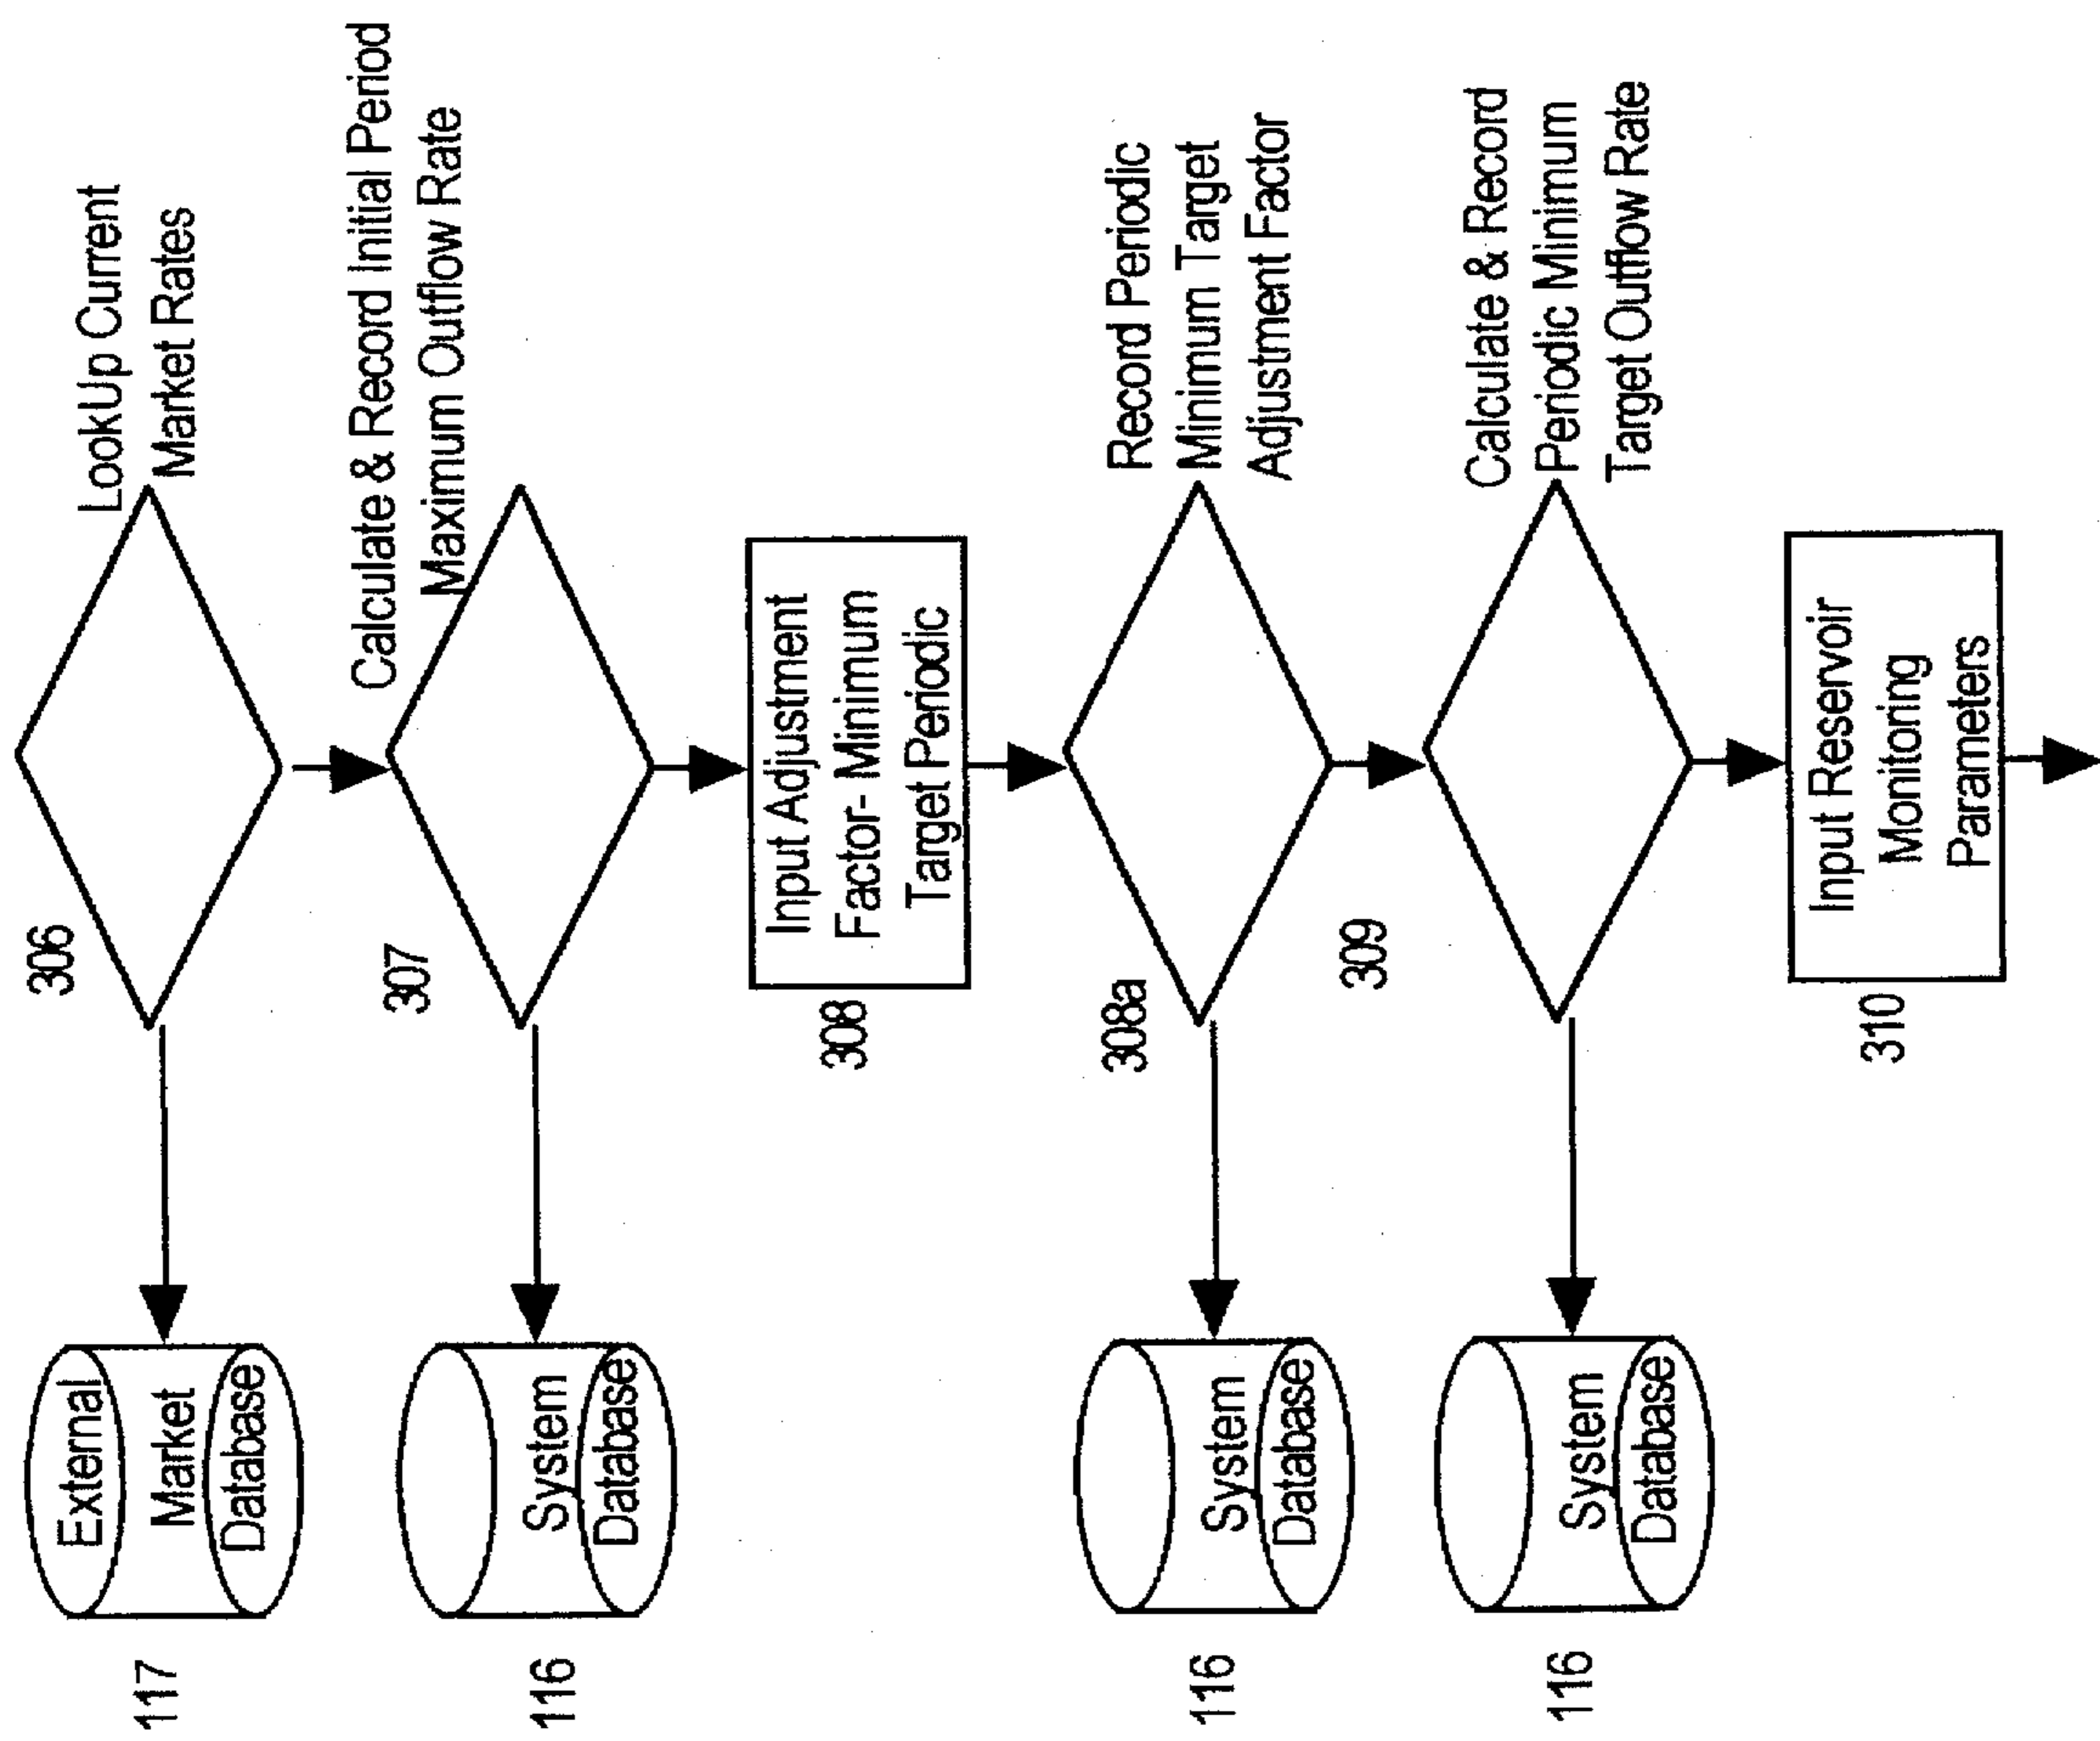 306
LookUp Current
Market Rates
External
Market
Database
117
307
Calculate & Record Initial Period
Maximum Outflow Rate
System
Database
116
308
Input Adjustment
Factor- Minimum
Target Periodic
308a
Record Periodic
Minimum Target
Adjustment Factor
System
Database
116
309
Calculate & Record
Periodic Minimum
Target Outflow Rate
System
Database
116
310
Input Reservoir
Monitoring
Parameters